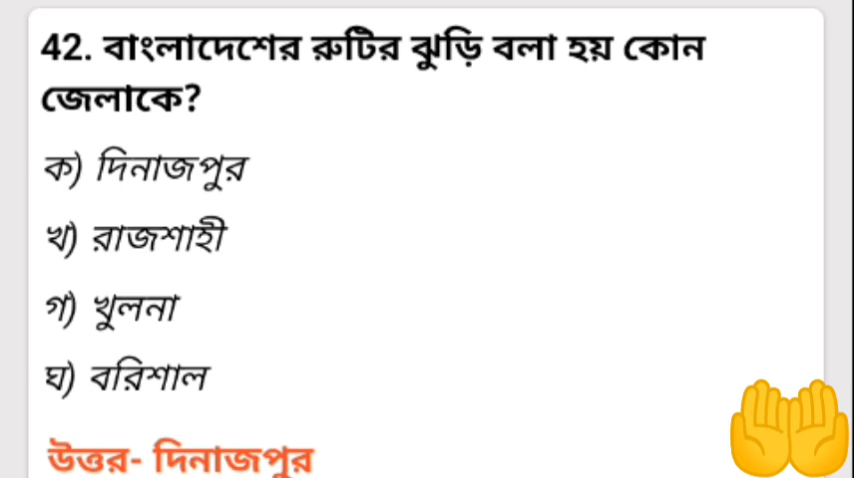 42. বাংলাদেশের রুটির ঝুড়ি বলা হয় কোন
জেলাকে?
ক) দিনাজপুর
খ) রাজশাহী
গ) খুলনা
ঘ) বরিশাল
উত্তর- দিনাজপুর